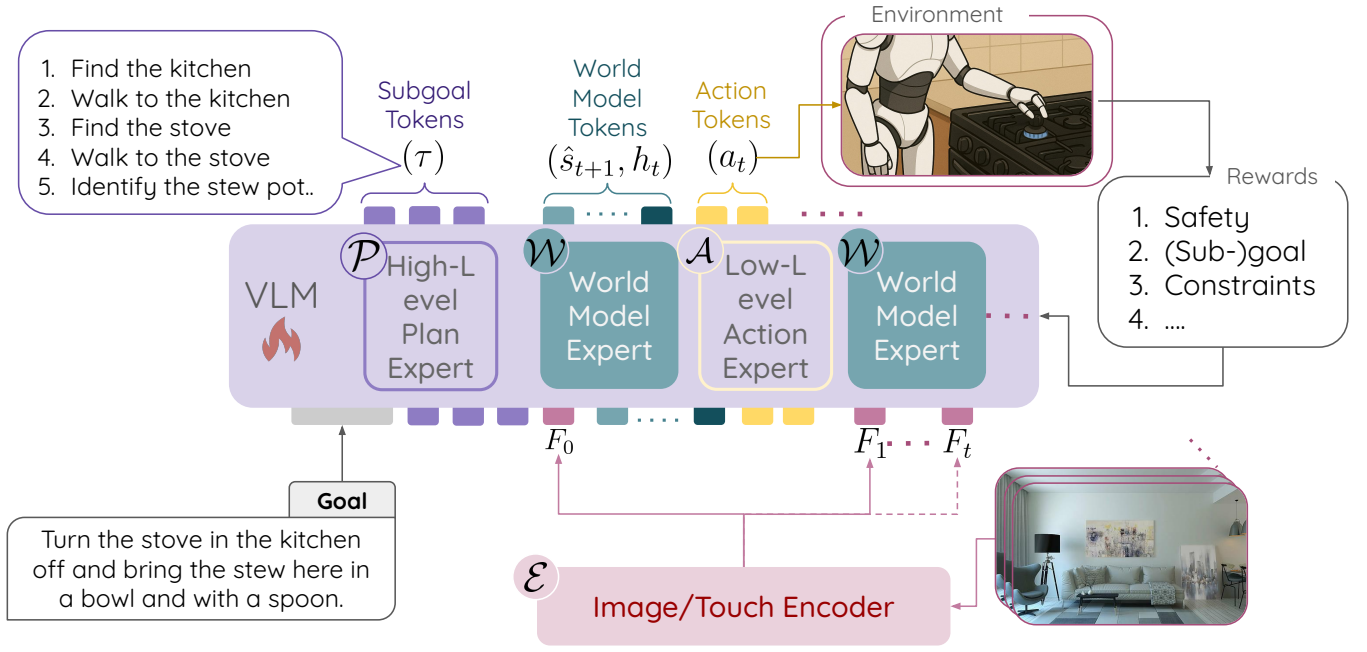 Environment
1. Find the kitchen
2. Walk to the kitchen
3. Find the stove
4. Walk to the stove
5. Identify the stew pot..
Subgoal
Tokens
(τ)
World
Model
Tokens
(ŝ_{t+1}, h_t)
Action
Tokens
(a_t)
Rewards
1. Safety
2. (Sub-)goal
3. Constraints
4. ....
VLM
P
High-L
evel
Plan
Expert
W
World
Model
Expert
A
Low-L
evel
Action
Expert
W
World
Model
Expert
F_0
F_1
F_t
Goal
Turn the stove in the kitchen
off and bring the stew here in
a bowl and with a spoon.
E
Image/Touch Encoder